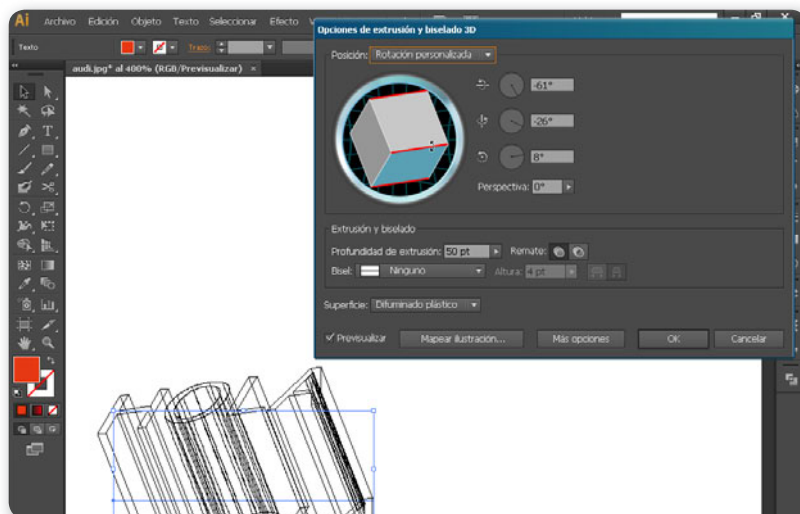 Ai Archivo Edición Objeto Texto Seleccionar Efecto
Opciones de extrusión y biselado 3D
Texto
Trazo:
audi.jpg* al 400% (RGB/Previsualizar) ×
Posición: Rotación personalizada
-61°
-26°
8°
Perspectiva: 0°
Extrusión y biselado
Profundidad de extrusión: 50 pt Remate:
Bisel: Ninguno Altura: 4 pt
Superficie: Difuminado plástico
Previsualizar Mapear ilustración... Más opciones OK Cancelar